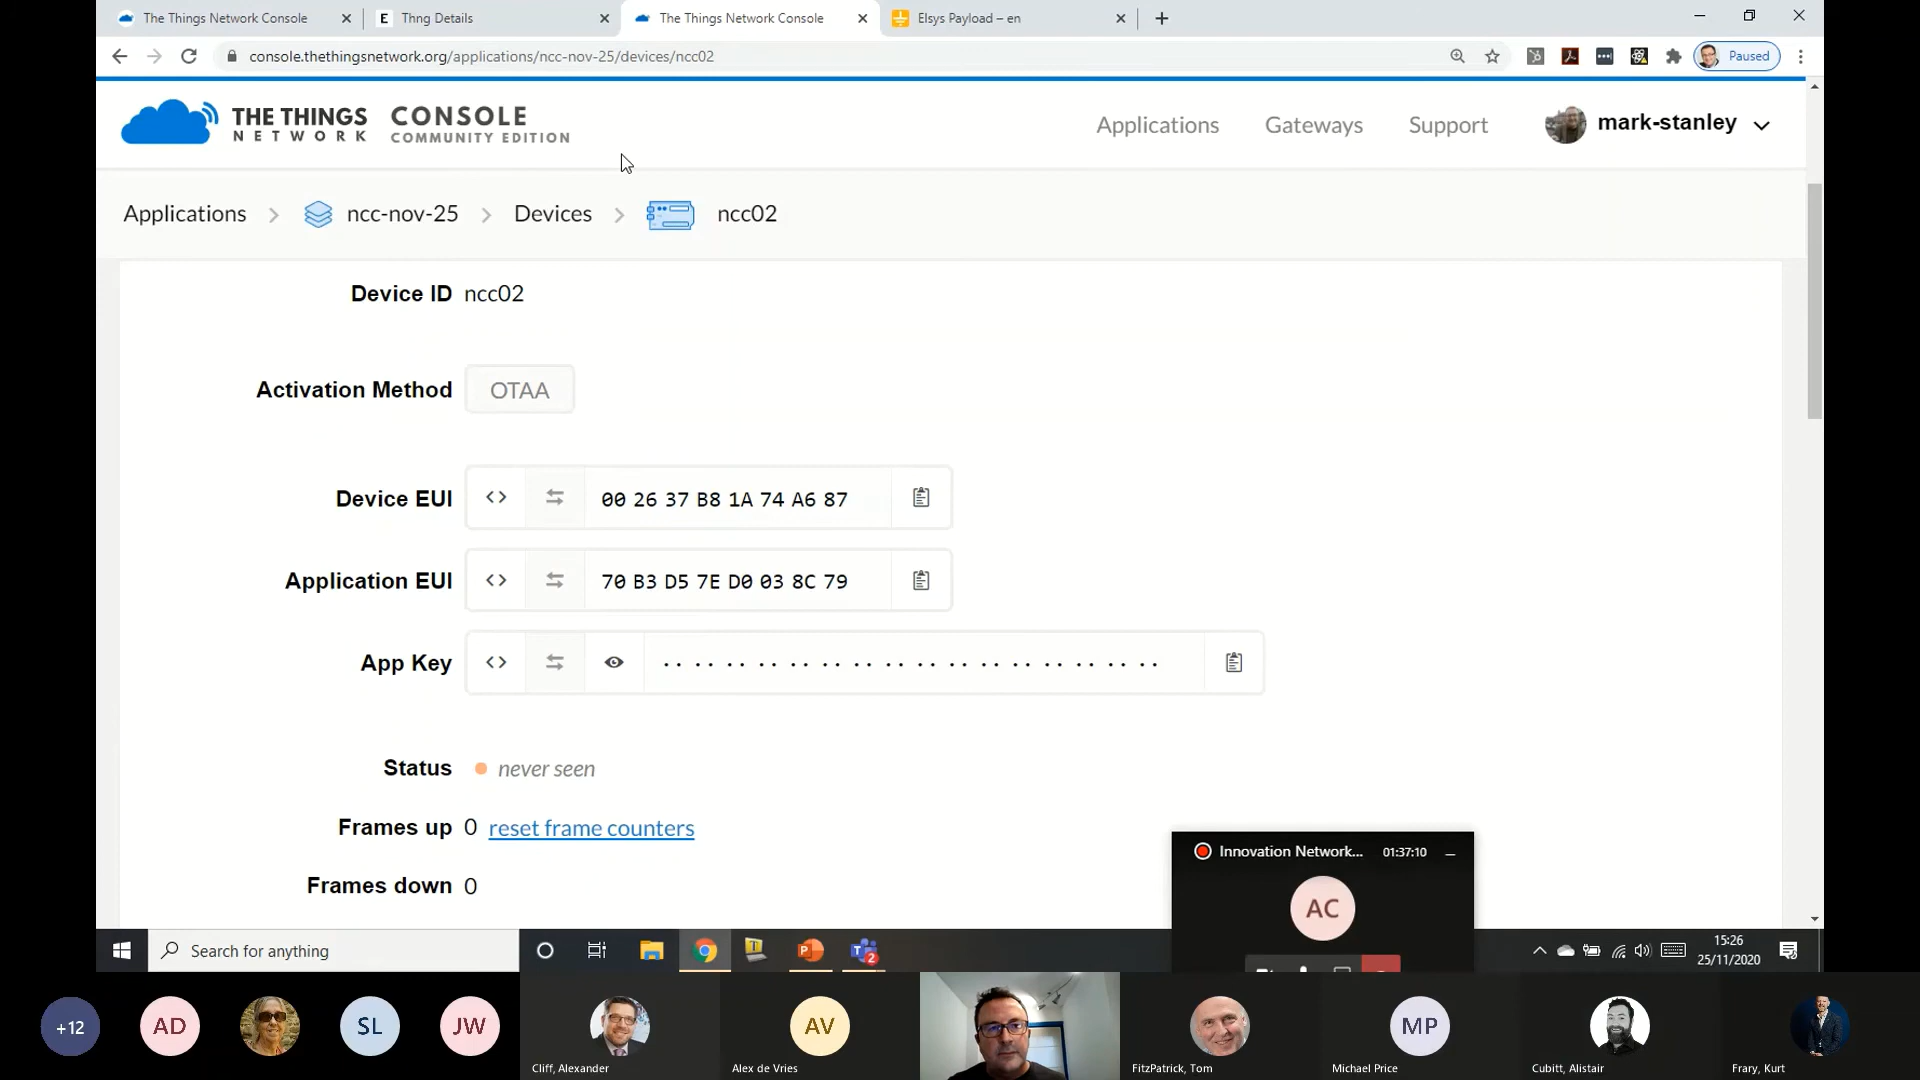 The Things Network Console
E Thng Details
The Things Network Console
Elsys Payload – en
console.thethingsnetwork.org/applications/ncc-nov-25/devices/ncc02
Paused
THE THINGS
NETWORK
CONSOLE
COMMUNITY EDITION
Applications
Gateways
Support
mark-stanley
Applications
ncc-nov-25
Devices
ncc02
Device ID ncc02
Activation Method OTAA
Device EUI <> 00 26 37 B8 1A 74 A6 87
Application EUI <> 70 B3 D5 7E D0 03 8C 79
App Key <>
Status never seen
Frames up 0 reset frame counters
Frames down 0
Innovation Network... 01:37:10
AC
Search for anything
2
15:26
25/11/2020
+12
AD
SL
JW
Cliff, Alexander
AV
Alex de Vries
FitzPatrick, Tom
MP
Michael Price
Cubitt, Alistair
Frary, Kurt